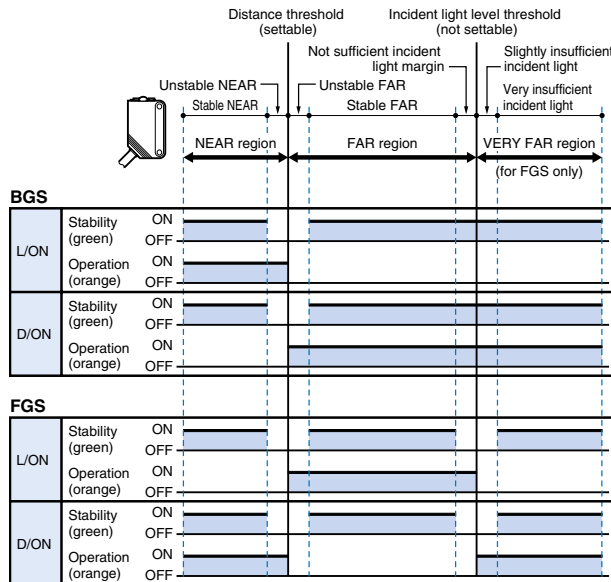 Distance threshold
(settable)
Incident light level threshold
(not settable)
Not sufficient incident
light margin
Slightly insufficient
incident light
Unstable NEAR
Unstable FAR
Very insufficient
incident light
Stable NEAR
Stable FAR
NEAR region
FAR region
VERY FAR region
(for FGS only)
BGS
L/ON
Stability
(green)
ON
OFF
Operation
(orange)
ON
OFF
D/ON
Stability
(green)
ON
OFF
Operation
(orange)
ON
OFF
FGS
L/ON
Stability
(green)
ON
OFF
Operation
(orange)
ON
OFF
D/ON
Stability
(green)
ON
OFF
Operation
(orange)
ON
OFF